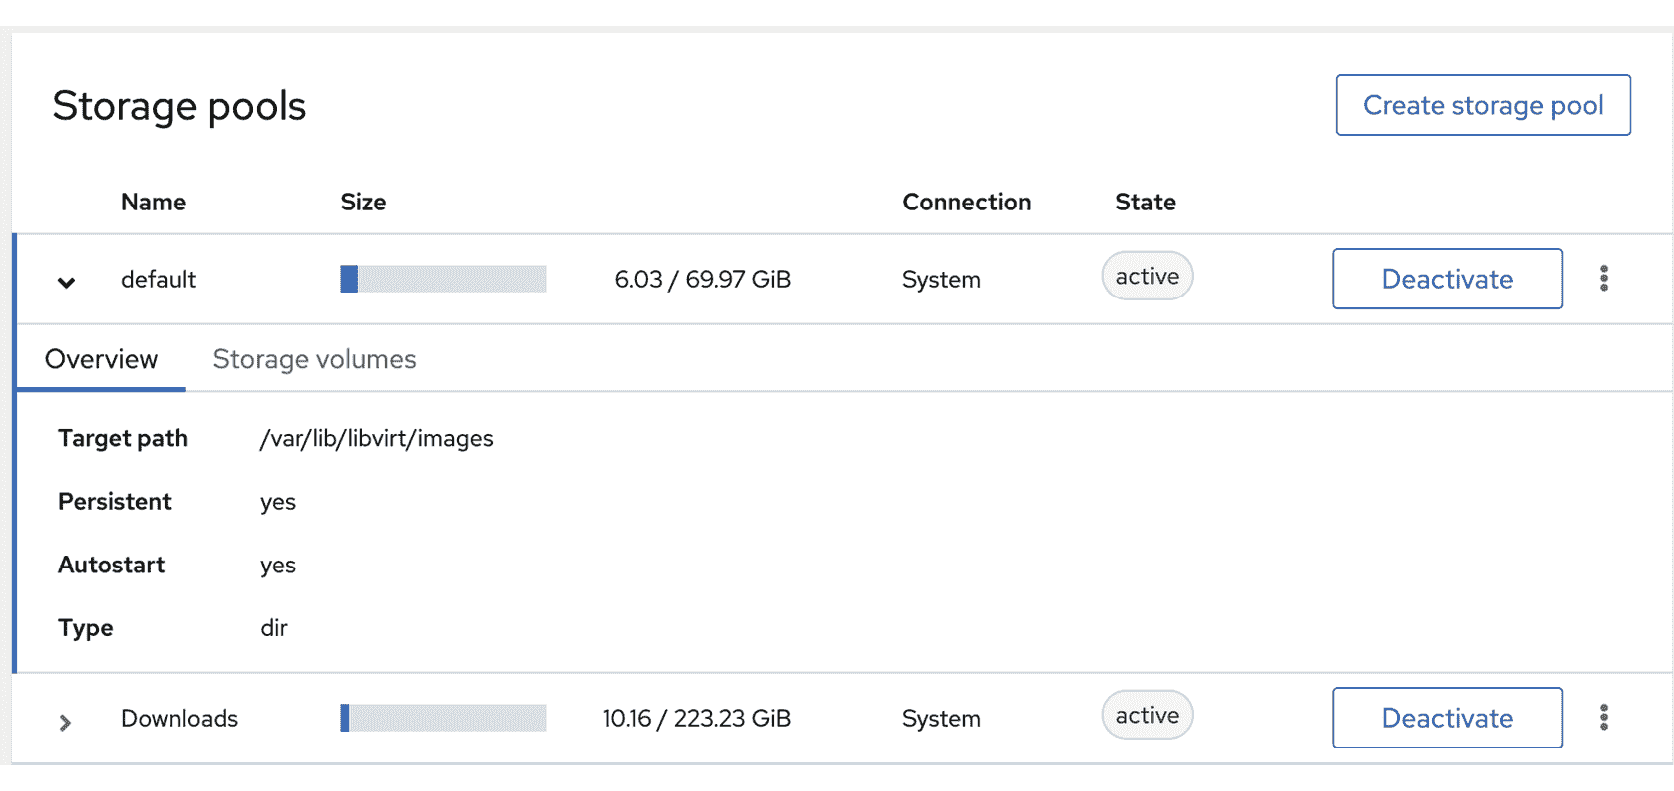 Storage pools
Create storage pool
Name Size Connection State
default 6.03 / 69.97 GiB System active Deactivate
Overview Storage volumes
Target path /var/lib/libvirt/images
Persistent yes
Autostart yes
Type dir
Downloads 10.16 / 223.23 GiB System active Deactivate